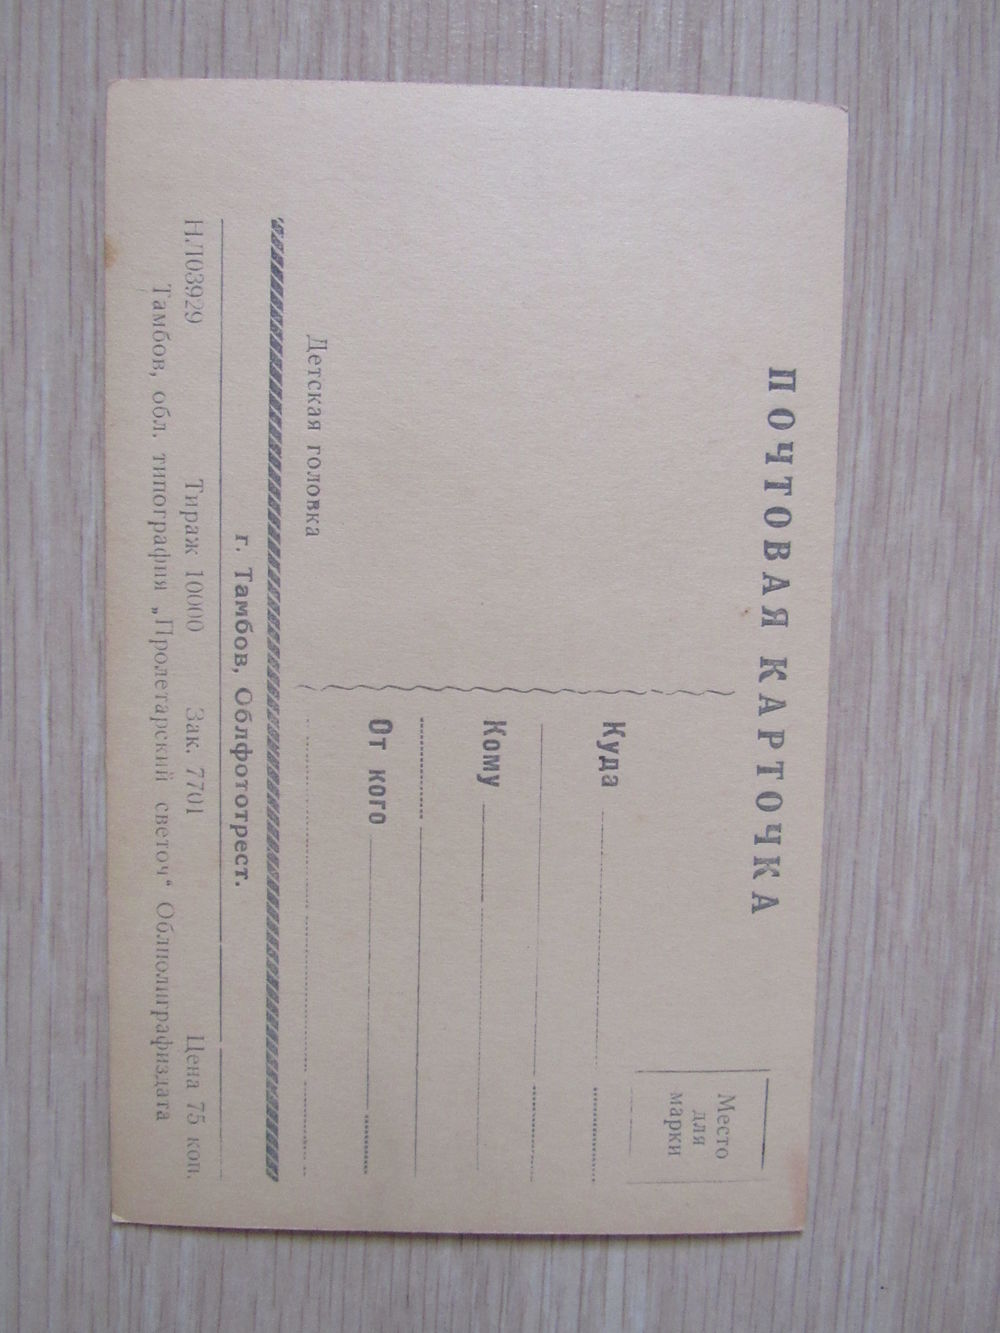 ПОЧТОВАЯ КАРТОЧКА
Место
для
марки
Куда
Кому
От кого
Детская головка
г. Тамбов, Облфототрест.
НЛ03929 Тираж 10000 Зак. 7701 Цена 75 коп.
Тамбов, обл. типография „Пролетарский светоч“ Облполиграфиздата